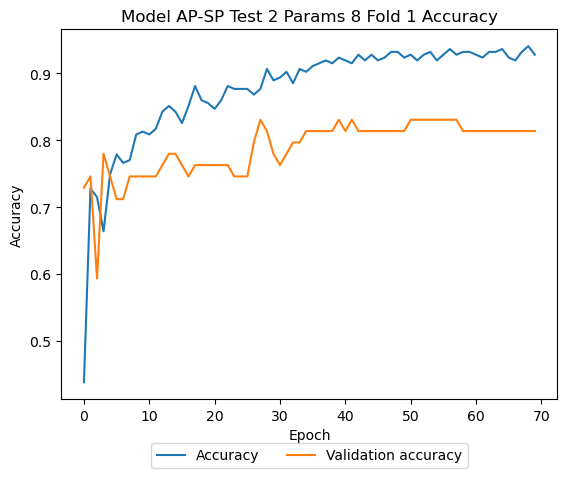 Model AP-SP Test 2 Params 8 Fold 1 Accuracy
Accuracy
0.9
0.8
0.7
0.6
0.5
0 10 20 30 40 50 60 70
Epoch
Accuracy Validation accuracy